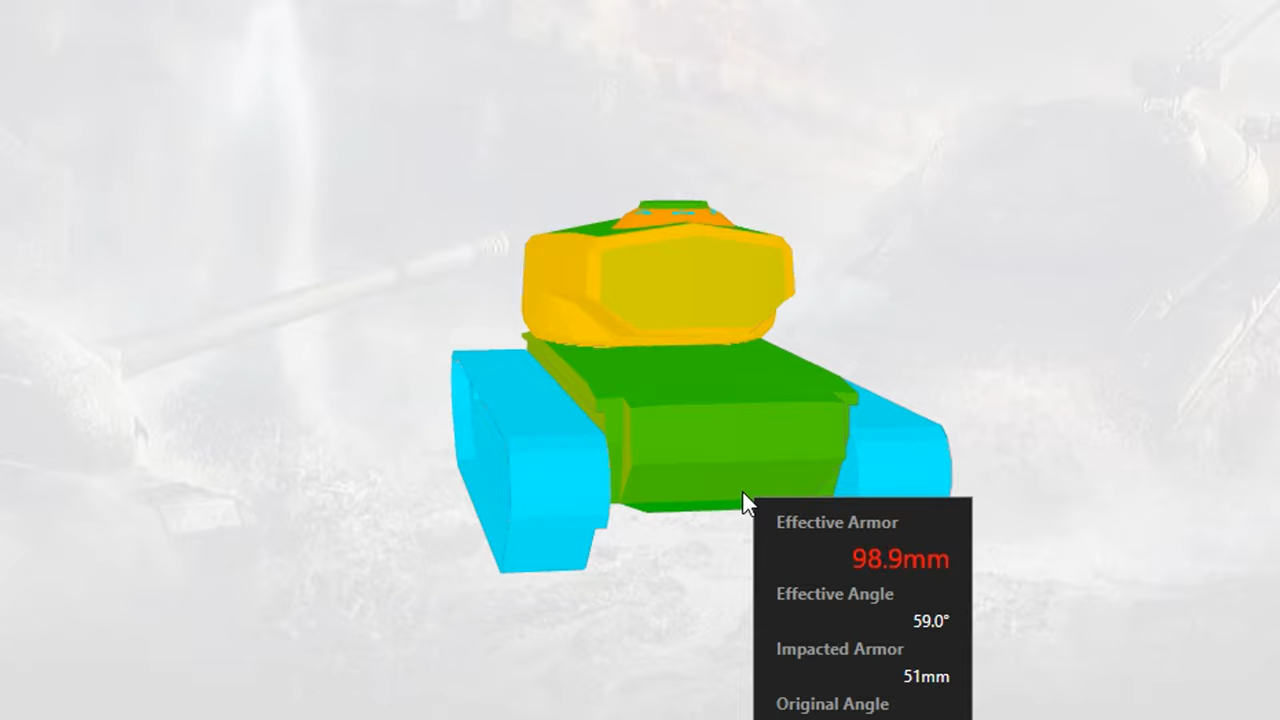 Effective Armor
98.9mm
Effective Angle
59.0°
Impacted Armor
51mm
Original Angle